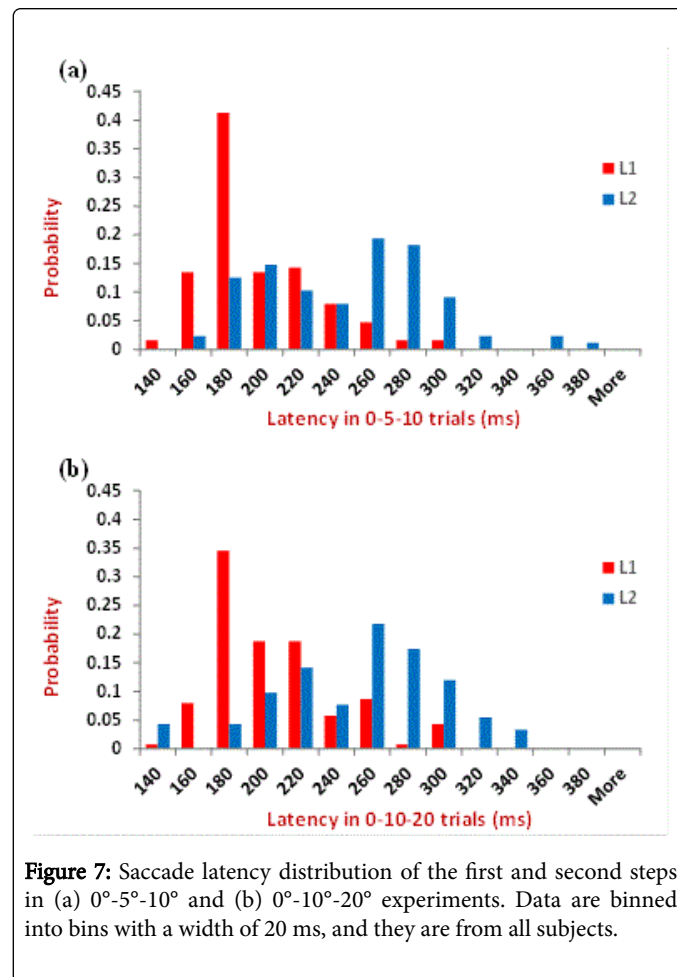 (a)
0.45
0.4
0.35
0.3
0.25
0.2
0.15
0.1
0.05
0
Probability
L1
L2
140 160 180 200 220 240 260 280 300 320 340 360 380 More
Latency in 0-5-10 trials (ms)
(b)
0.45
0.4
0.35
0.3
0.25
0.2
0.15
0.1
0.05
0
Probability
L1
L2
140 160 180 200 220 240 260 280 300 320 340 360 380 More
Latency in 0-10-20 trials (ms)
Figure 7: Saccade latency distribution of the first and second steps
in (a) 0°-5°-10° and (b) 0°-10°-20° experiments. Data are binned
into bins with a width of 20 ms, and they are from all subjects.